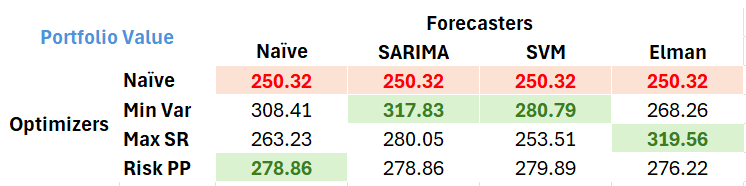 Portfolio Value
Forecasters
Naïve SARIMA SVM Elman
Naïve 250.32 250.32 250.32 250.32
Min Var 308.41 317.83 280.79 268.26
Optimizers
Max SR 263.23 280.05 253.51 319.56
Risk PP 278.86 278.86 279.89 276.22